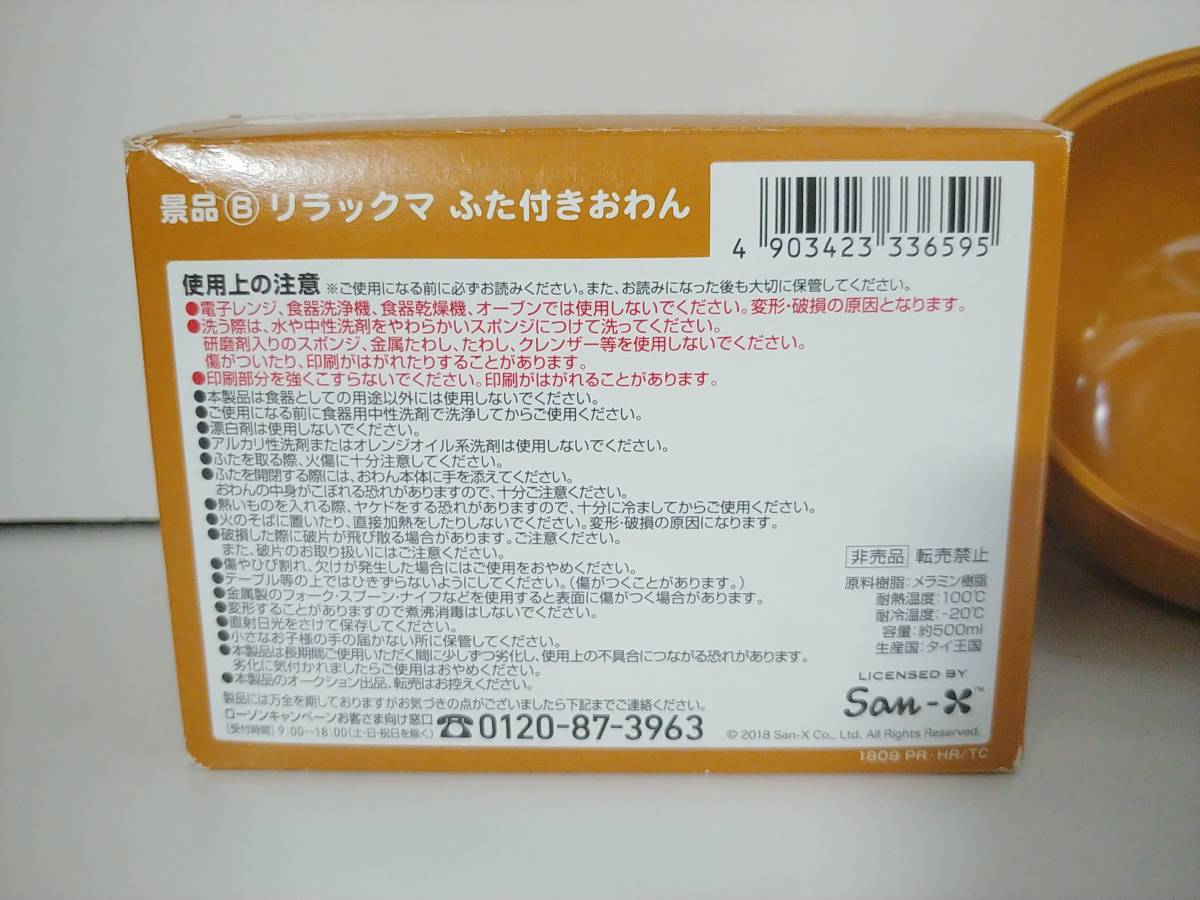 景品 B リラックマ ふた付きおわん
4 903423 336595
使用上の注意 ※ご使用になる前に必ずお読みください。また、お読みになった後も大切に保管してください。
●電子レンジ、食器洗浄機、食器乾燥機、オーブンでは使用しないでください。変形・破損の原因となります。
●洗う際は、水や中性洗剤をやわらかいスポンジにつけて洗ってください。
研磨剤入りのスポンジ、金属たわし、たわし、クレンザー等を使用しないでください。
傷がついたり、印刷がはがれたりすることがあります。
●印刷部分を強くこすらないでください。印刷がはがれることがあります。
●本製品は食器としての用途以外には使用しないでください。
●ご使用になる前に食器用中性洗剤で洗浄してからご使用ください。
●漂白剤は使用しないでください。
●アルカリ性洗剤またはオレンジオイル系洗剤は使用しないでください。
●ふたを取る際、火傷に十分注意してください。
●ふたを開閉する際には、おわん本体に手を添えてください。
おわんの中身がこぼれる恐れがありますので、十分ご注意ください。
●熱いものを入れる際、ヤケドをする恐れがありますので、十分に冷ましてからご使用ください。
●火のそばに置いたり、直接加熱をしたりしないでください。変形・破損の原因になります。
●破損した際に破片が飛び散る場合があります。ご注意ください。
また、破片のお取り扱いにはご注意ください。
●傷やひび割れ、欠けが発生した場合にはご使用をおやめください。
●テーブル等の上ではひきずらないようにしてください。(傷がつくことがあります。)
●金属製のフォーク・スプーン・ナイフなどを使用すると表面に傷がつく場合があります。
●変形することがありますので煮沸消毒はしないでください。
●直射日光をさけて保存してください。
●小さなお子様の手の届かない所に保管してください。
●本製品は長期間ご使用いただく間に少しずつ劣化し、使用上の不具合につながる恐れがあります。
劣化に気付かれましたらご使用はおやめください。
●本製品のオークション出品、転売はお控えください。
製品には万全を期しておりますがお気づきの点がございましたら下記までご連絡ください。
ローソンキャンペーンお客さま向け窓口
[受付時間]9:00〜18:00(土・日・祝日を除く)
☎0120-87-3963
非売品 転売禁止
原料樹脂:メラミン樹脂
耐熱温度:100℃
耐冷温度:-20℃
容量:約500ml
生産国:タイ王国
LICENSED BY
San-X™
© 2018 San-X Co., Ltd. All Rights Reserved.
1809 PR・HR/TC